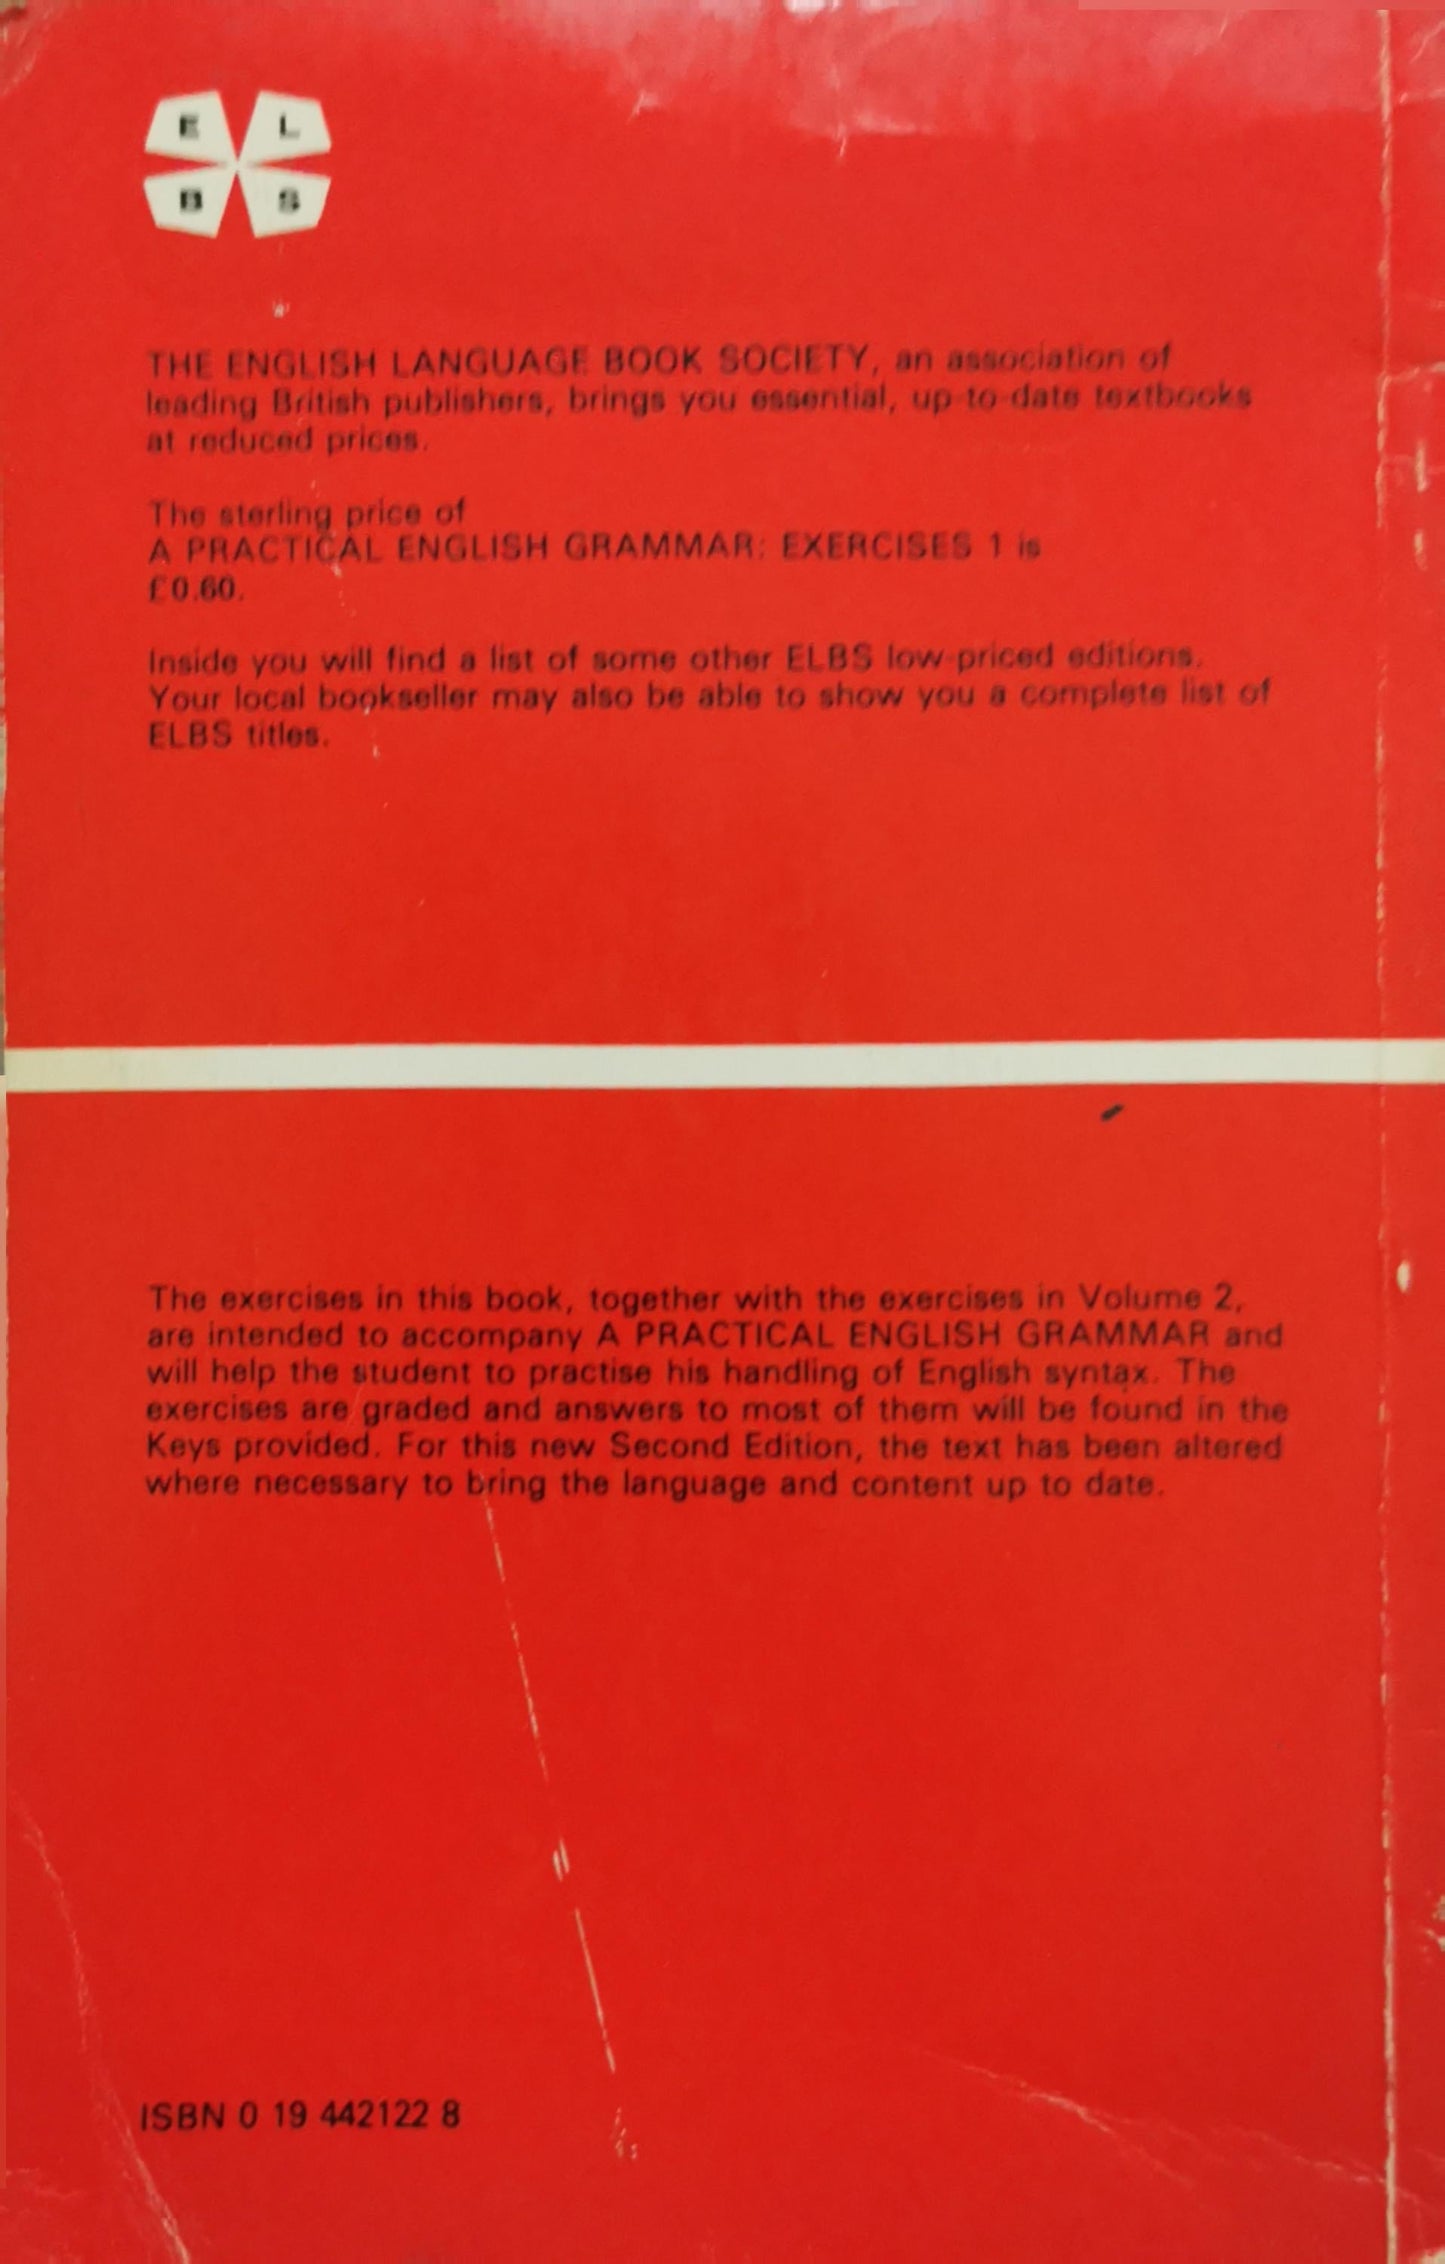 E L
B S
THE ENGLISH LANGUAGE BOOK SOCIETY, an association of
leading British publishers, brings you essential, up-to-date textbooks
at reduced prices.
The sterling price of
A PRACTICAL ENGLISH GRAMMAR: EXERCISES 1 is
£0.60.
Inside you will find a list of some other ELBS low-priced editions.
Your local bookseller may also be able to show you a complete list of
ELBS titles.
The exercises in this book, together with the exercises in Volume 2,
are intended to accompany A PRACTICAL ENGLISH GRAMMAR and
will help the student to practise his handling of English syntax. The
exercises are graded and answers to most of them will be found in the
Keys provided. For this new Second Edition, the text has been altered
where necessary to bring the language and content up to date.
ISBN 0 19 442122 8